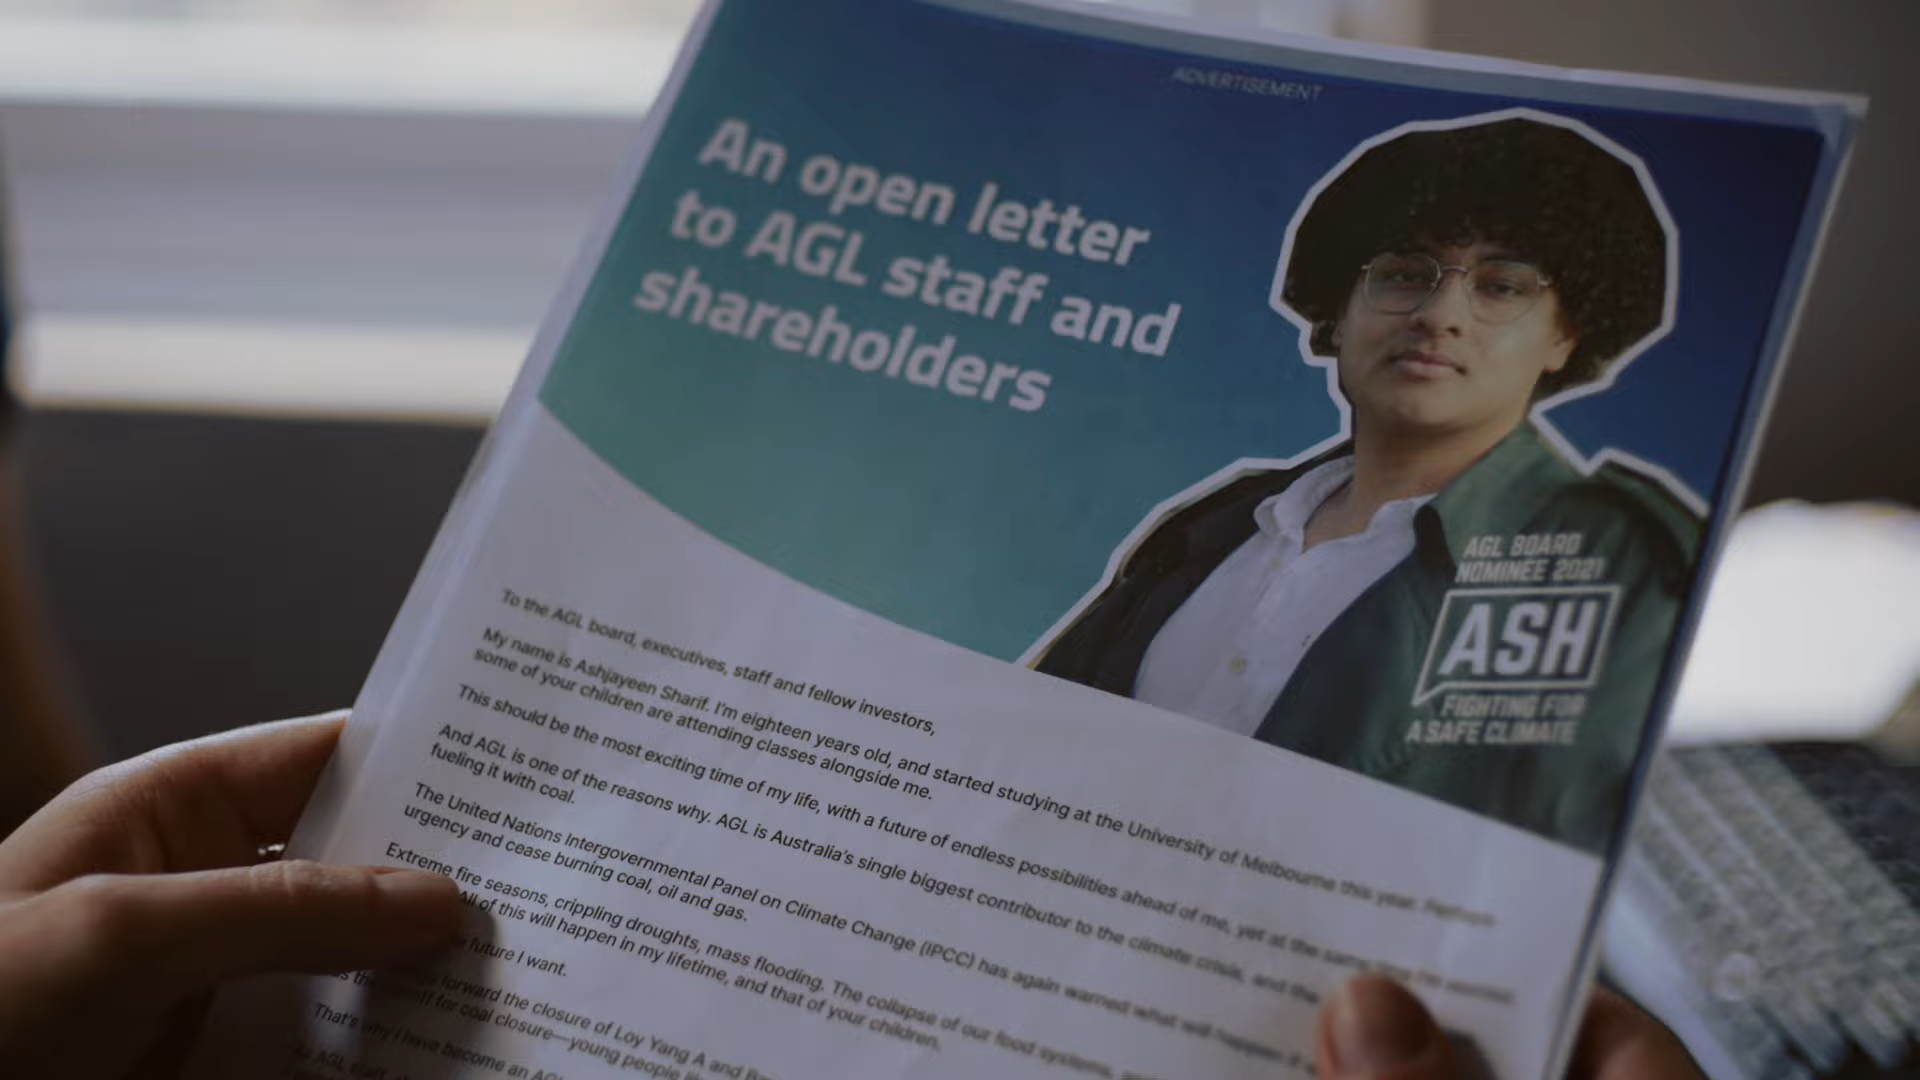 ADVERTISEMENT
An open letter
to AGL staff and
shareholders
AGL BOARD
NOMINEE 2021
ASH
FIGHTING FOR
A SAFE CLIMATE
To the AGL board, executives, staff and fellow investors,
My name is Ashjayeen Sharif. I'm eighteen years old, and started studying at the University of Melbourne this year. Perhaps
some of your children are attending classes alongside me.
This should be the most exciting time of my life, with a future of endless possibilities ahead of me, yet at the same time I'm worried.
And AGL is one of the reasons why. AGL is Australia's single biggest contributor to the climate crisis, and the
fueling it with coal.
The United Nations Intergovernmental Panel on Climate Change (IPCC) has again warned what will happen if
urgency and cease burning coal, oil and gas.
Extreme fire seasons, crippling droughts, mass flooding. The collapse of our food systems,
All of this will happen in my lifetime, and that of your children.
future I want.
forward the closure of Loy Yang A and
for coal closure—young people
That's why I have become an
AGL staff,